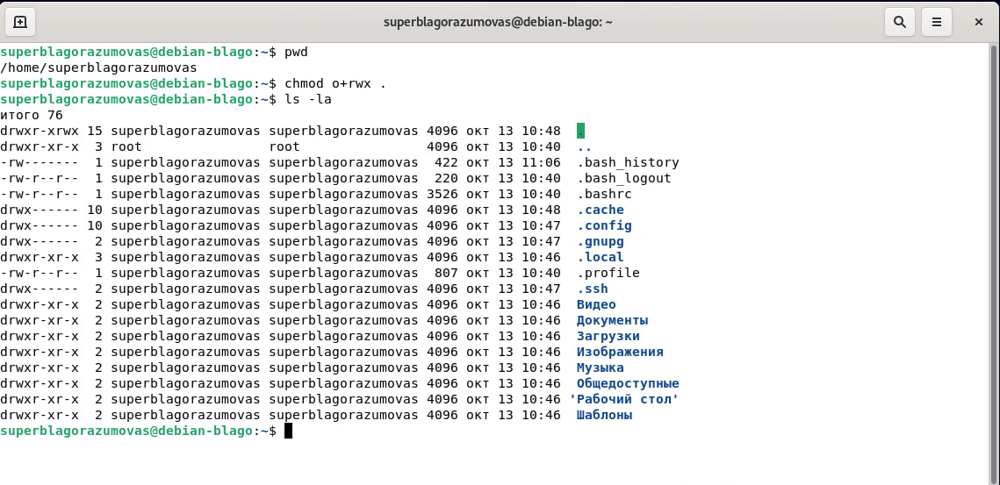 superblagorazumovas@debian-blago: ~
superblagorazumovas@debian-blago:~$ pwd
/home/superblagorazumovas
superblagorazumovas@debian-blago:~$ chmod o+rwx .
superblagorazumovas@debian-blago:~$ ls -la
итого 76
drwxr-xrwx 15 superblagorazumovas superblagorazumovas 4096 окт 13 10:48  .
drwxr-xr-x  3 root                root                4096 окт 13 10:40  ..
-rw-------  1 superblagorazumovas superblagorazumovas  422 окт 13 11:06  .bash_history
-rw-r--r--  1 superblagorazumovas superblagorazumovas  220 окт 13 10:40  .bash_logout
-rw-r--r--  1 superblagorazumovas superblagorazumovas 3526 окт 13 10:40  .bashrc
drwx------ 10 superblagorazumovas superblagorazumovas 4096 окт 13 10:48  .cache
drwx------ 10 superblagorazumovas superblagorazumovas 4096 окт 13 10:47  .config
drwx------  2 superblagorazumovas superblagorazumovas 4096 окт 13 10:47  .gnupg
drwxr-xr-x  3 superblagorazumovas superblagorazumovas 4096 окт 13 10:46  .local
-rw-r--r--  1 superblagorazumovas superblagorazumovas  807 окт 13 10:40  .profile
drwx------  2 superblagorazumovas superblagorazumovas 4096 окт 13 10:47  .ssh
drwxr-xr-x  2 superblagorazumovas superblagorazumovas 4096 окт 13 10:46  Видео
drwxr-xr-x  2 superblagorazumovas superblagorazumovas 4096 окт 13 10:46  Документы
drwxr-xr-x  2 superblagorazumovas superblagorazumovas 4096 окт 13 10:46  Загрузки
drwxr-xr-x  2 superblagorazumovas superblagorazumovas 4096 окт 13 10:46  Изображения
drwxr-xr-x  2 superblagorazumovas superblagorazumovas 4096 окт 13 10:46  Музыка
drwxr-xr-x  2 superblagorazumovas superblagorazumovas 4096 окт 13 10:46  Общедоступные
drwxr-xr-x  2 superblagorazumovas superblagorazumovas 4096 окт 13 10:46 'Рабочий стол'
drwxr-xr-x  2 superblagorazumovas superblagorazumovas 4096 окт 13 10:46  Шаблоны
superblagorazumovas@debian-blago:~$